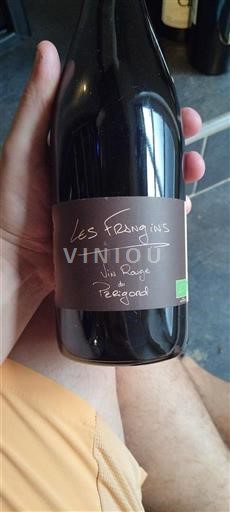 Les Frangins
VINIOU
Vin Rouge
du
Périgord